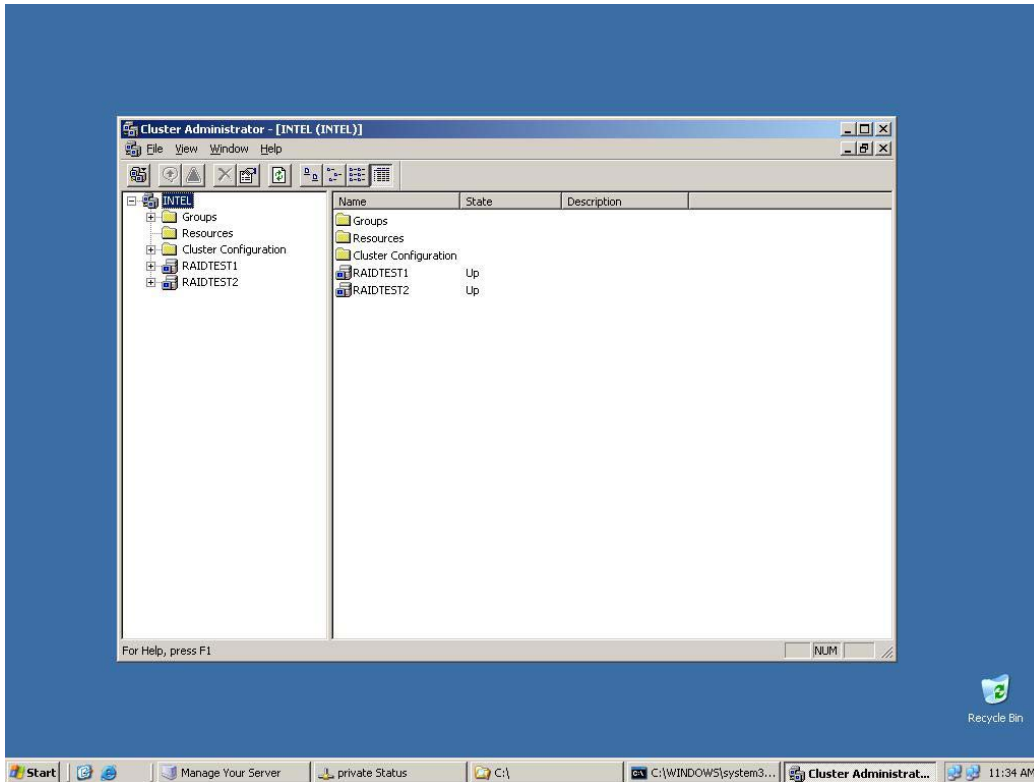 Cluster Administrator - [INTEL (INTEL)]
File View Window Help
INTEL
Groups
Resources
Cluster Configuration
RAIDTEST1
RAIDTEST2
Name State Description
Groups
Resources
Cluster Configuration
RAIDTEST1 Up
RAIDTEST2 Up
For Help, press F1
NUM
Recycle Bin
Start Manage Your Server private Status C:\ C:\WINDOWS\system3... Cluster Administrat... 11:34 AM